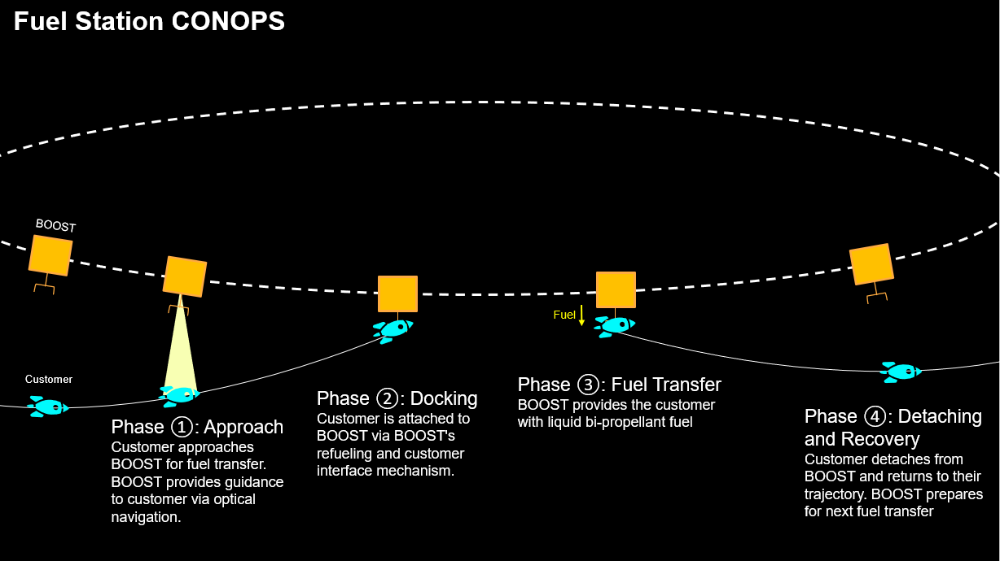 Fuel Station CONOPS
BOOST
Customer
Fuel
Phase ①: Approach
Customer approaches
BOOST for fuel transfer.
BOOST provides guidance
to customer via optical
navigation.
Phase ②: Docking
Customer is attached to
BOOST via BOOST's
refueling and customer
interface mechanism.
Phase ③: Fuel Transfer
BOOST provides the customer
with liquid bi-propellant fuel
Phase ④: Detaching
and Recovery
Customer detaches from
BOOST and returns to their
trajectory. BOOST prepares
for next fuel transfer